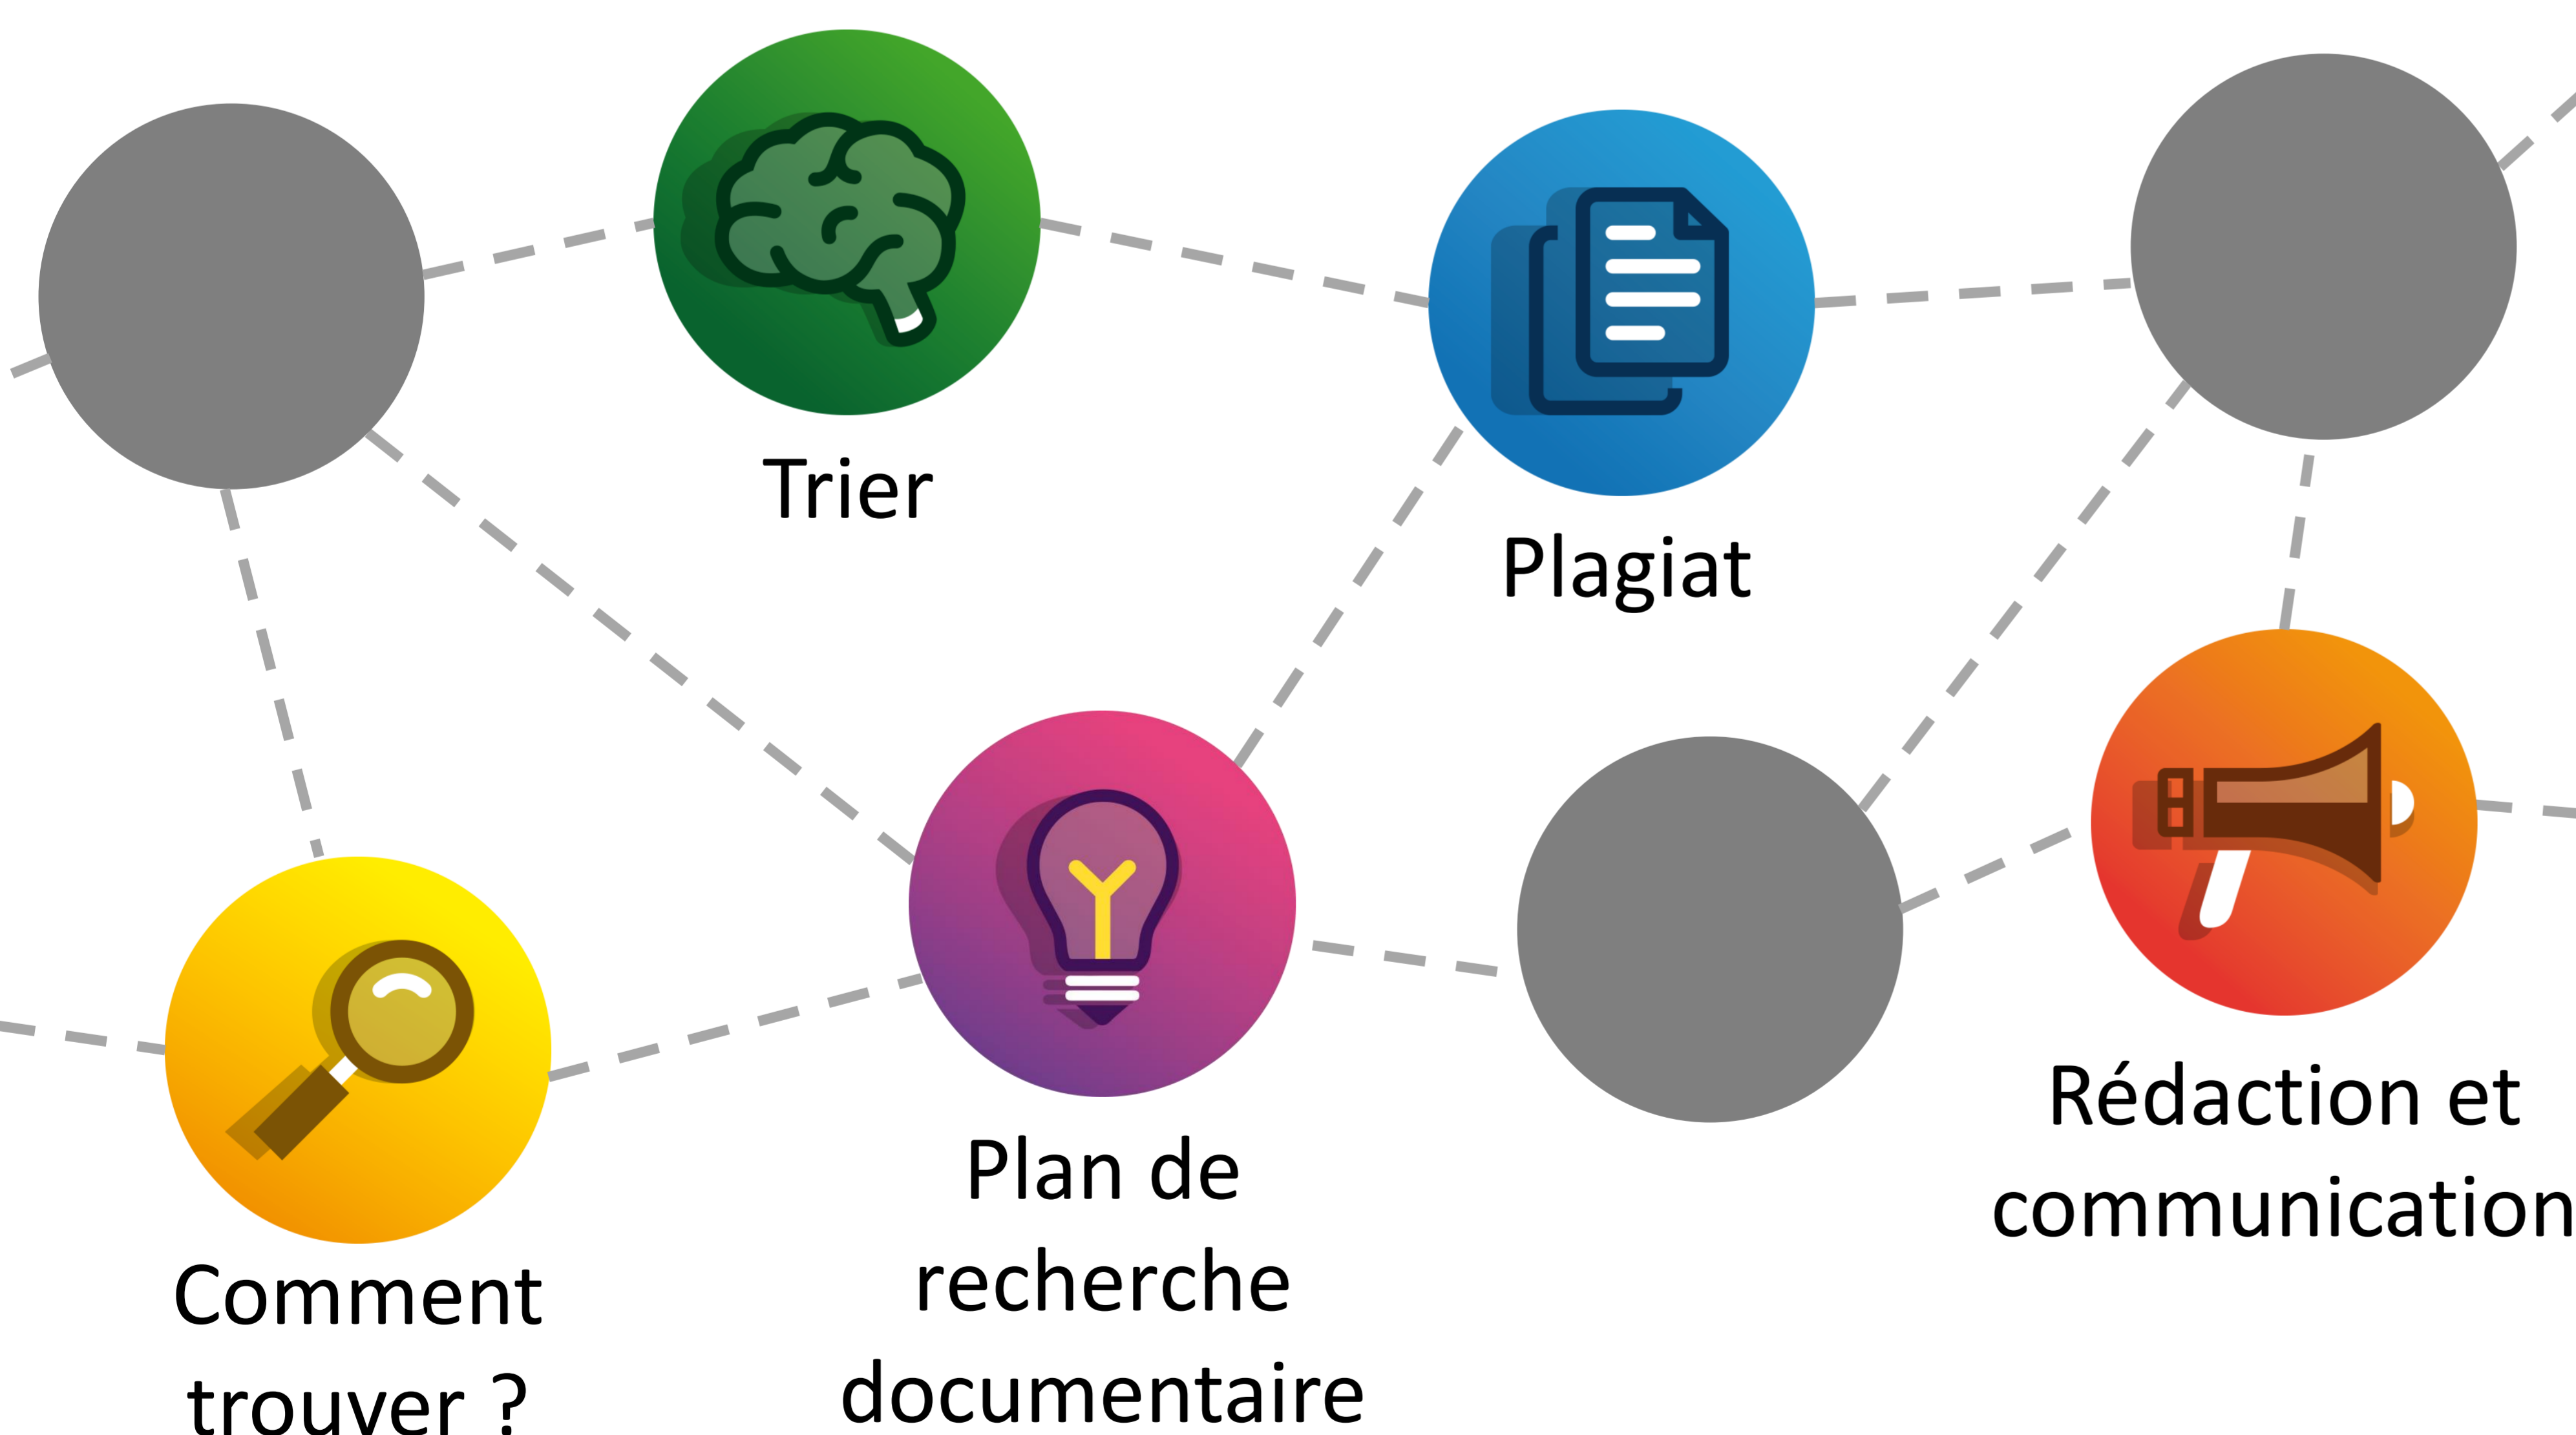 Trier
Plagiat
Comment
trouver ?
Plan de
recherche
documentaire
Rédaction et
communication